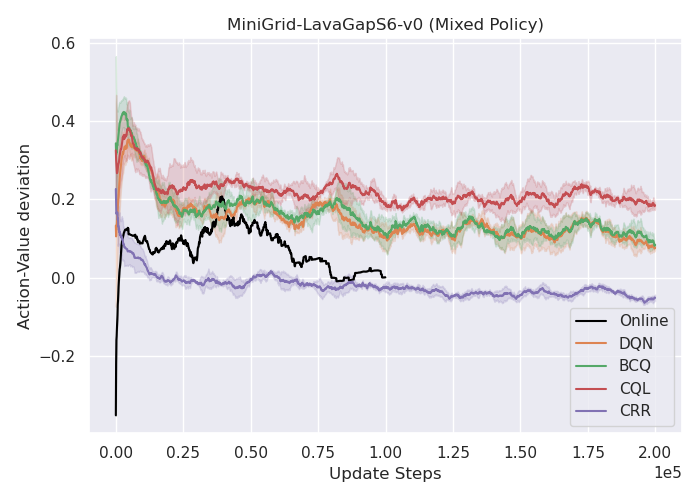 MiniGrid-LavaGapS6-v0 (Mixed Policy)
Action-Value deviation
0.6
0.4
0.2
0.0
−0.2
Online
DQN
BCQ
CQL
CRR
0.00 0.25 0.50 0.75 1.00 1.25 1.50 1.75 2.00
1e5
Update Steps